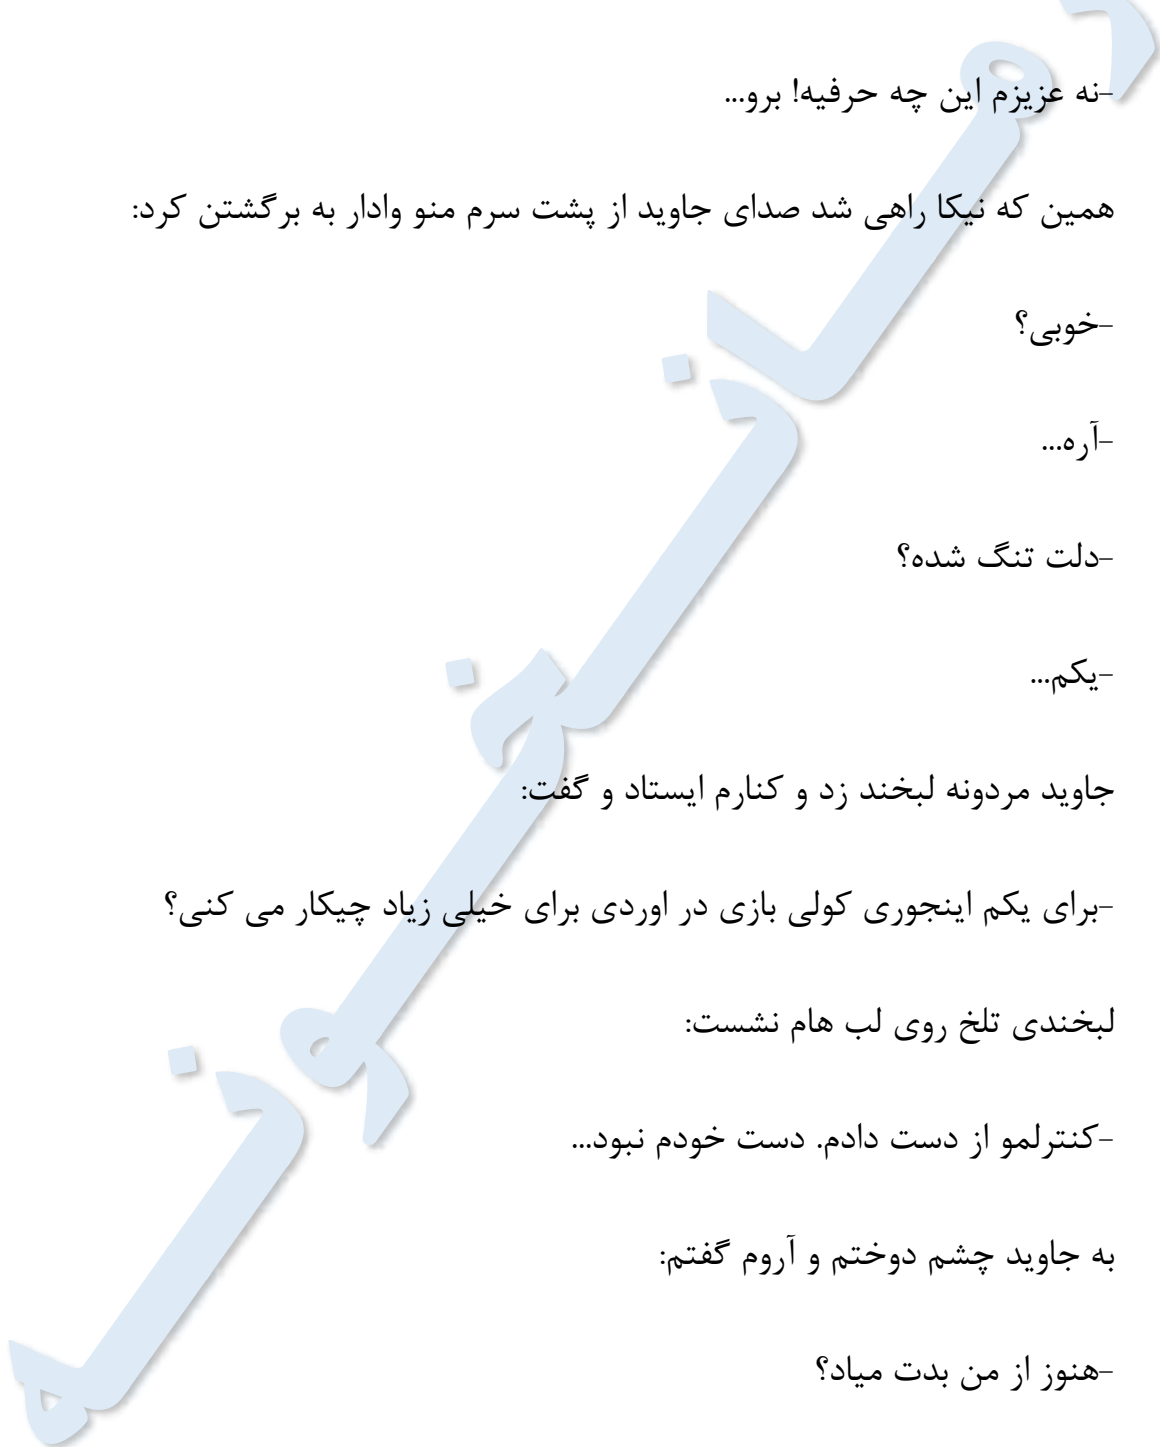 -نه عزیزم این چه حرفیه! برو...
همین که نیکا راهی شد صدای جاوید از پشت سرم منو وادار به برگشتن کرد:
-خوبی؟
-آره...
-دلت تنگ شده؟
-یکم...
جاوید مردونه لبخند زد و کنارم ایستاد و گفت:
-برای یکم اینجوری کولی بازی در اوردی برای خیلی زیاد چیکار می کنی؟
لبخندی تلخ روی لب هام نشست:
-کنترلمو از دست دادم. دست خودم نبود...
به جاوید چشم دوختم و آروم گفتم:
-هنوز از من بدت میاد؟